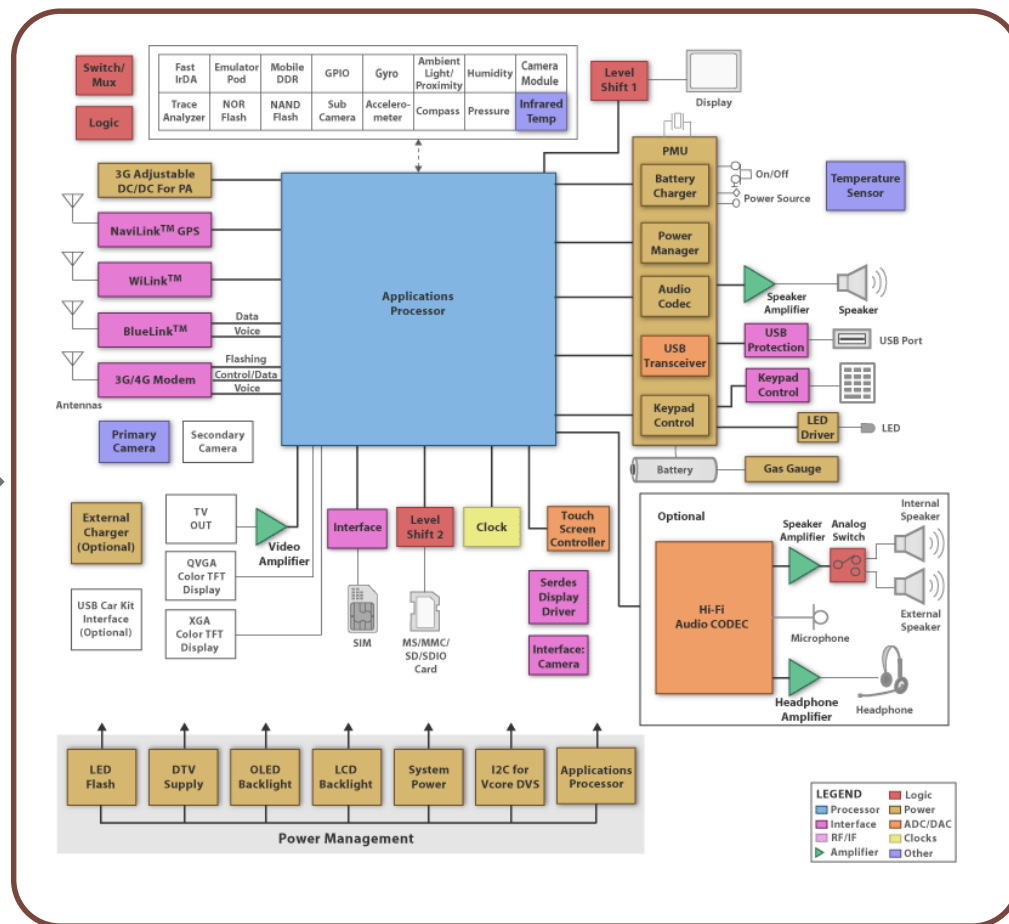 Switch/
Mux
Logic
Fast
IrDA
Emulator
Pod
Mobile
DDR
GPIO
Gyro
Ambient
Light/
Proximity
Humidity
Camera
Module
Trace
Analyzer
NOR
Flash
NAND
Flash
Sub
Camera
Accelero-
meter
Compass
Pressure
Infrared
Temp
Level
Shift 1
Display
3G Adjustable
DC/DC For PA
NaviLink™ GPS
WiLink™
BlueLink™
Data
Voice
3G/4G Modem
Flashing
Control/Data
Voice
Antennas
Applications
Processor
PMU
Battery
Charger
Power
Manager
Audio
Codec
USB
Transceiver
Keypad
Control
On/Off
Power Source
Temperature
Sensor
Speaker
Amplifier
Speaker
USB
Protection
USB Port
Keypad
Control
LED
Driver
LED
Battery
Gas Gauge
Primary
Camera
Secondary
Camera
External
Charger
(Optional)
USB Car Kit
Interface
(Optional)
TV
OUT
Video
Amplifier
QVGA
Color TFT
Display
XGA
Color TFT
Display
Interface
SIM
Level
Shift 2
MS/MMC/
SD/SDIO
Card
Clock
Touch
Screen
Controller
Serdes
Display
Driver
Interface:
Camera
Optional
Hi-Fi
Audio CODEC
Speaker
Amplifier
Analog
Switch
Internal
Speaker
External
Speaker
Microphone
Headphone
Amplifier
Headphone
LED
Flash
DTV
Supply
OLED
Backlight
LCD
Backlight
System
Power
I2C for
Vcore DVS
Applications
Processor
Power Management
LEGEND
Processor
Interface
RF/IF
Amplifier
Logic
Power
ADC/DAC
Clocks
Other